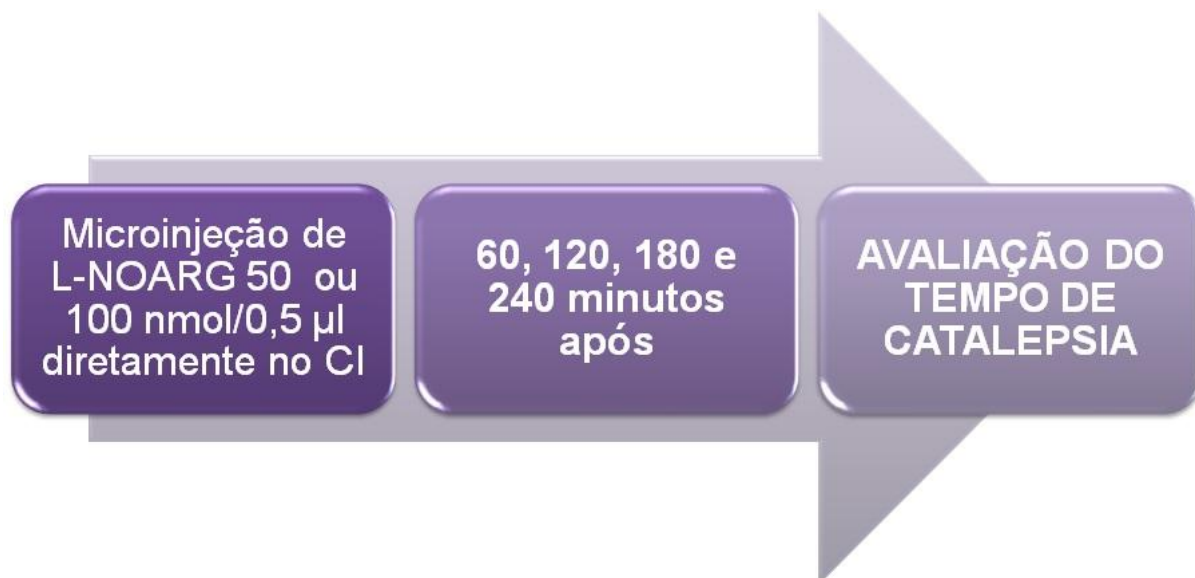 Microinjeção de
L-NOARG 50 ou
100 nmol/0,5 µl
diretamente no CI
60, 120, 180 e
240 minutos
após
AVALIAÇÃO DO
TEMPO DE
CATALEPSIA